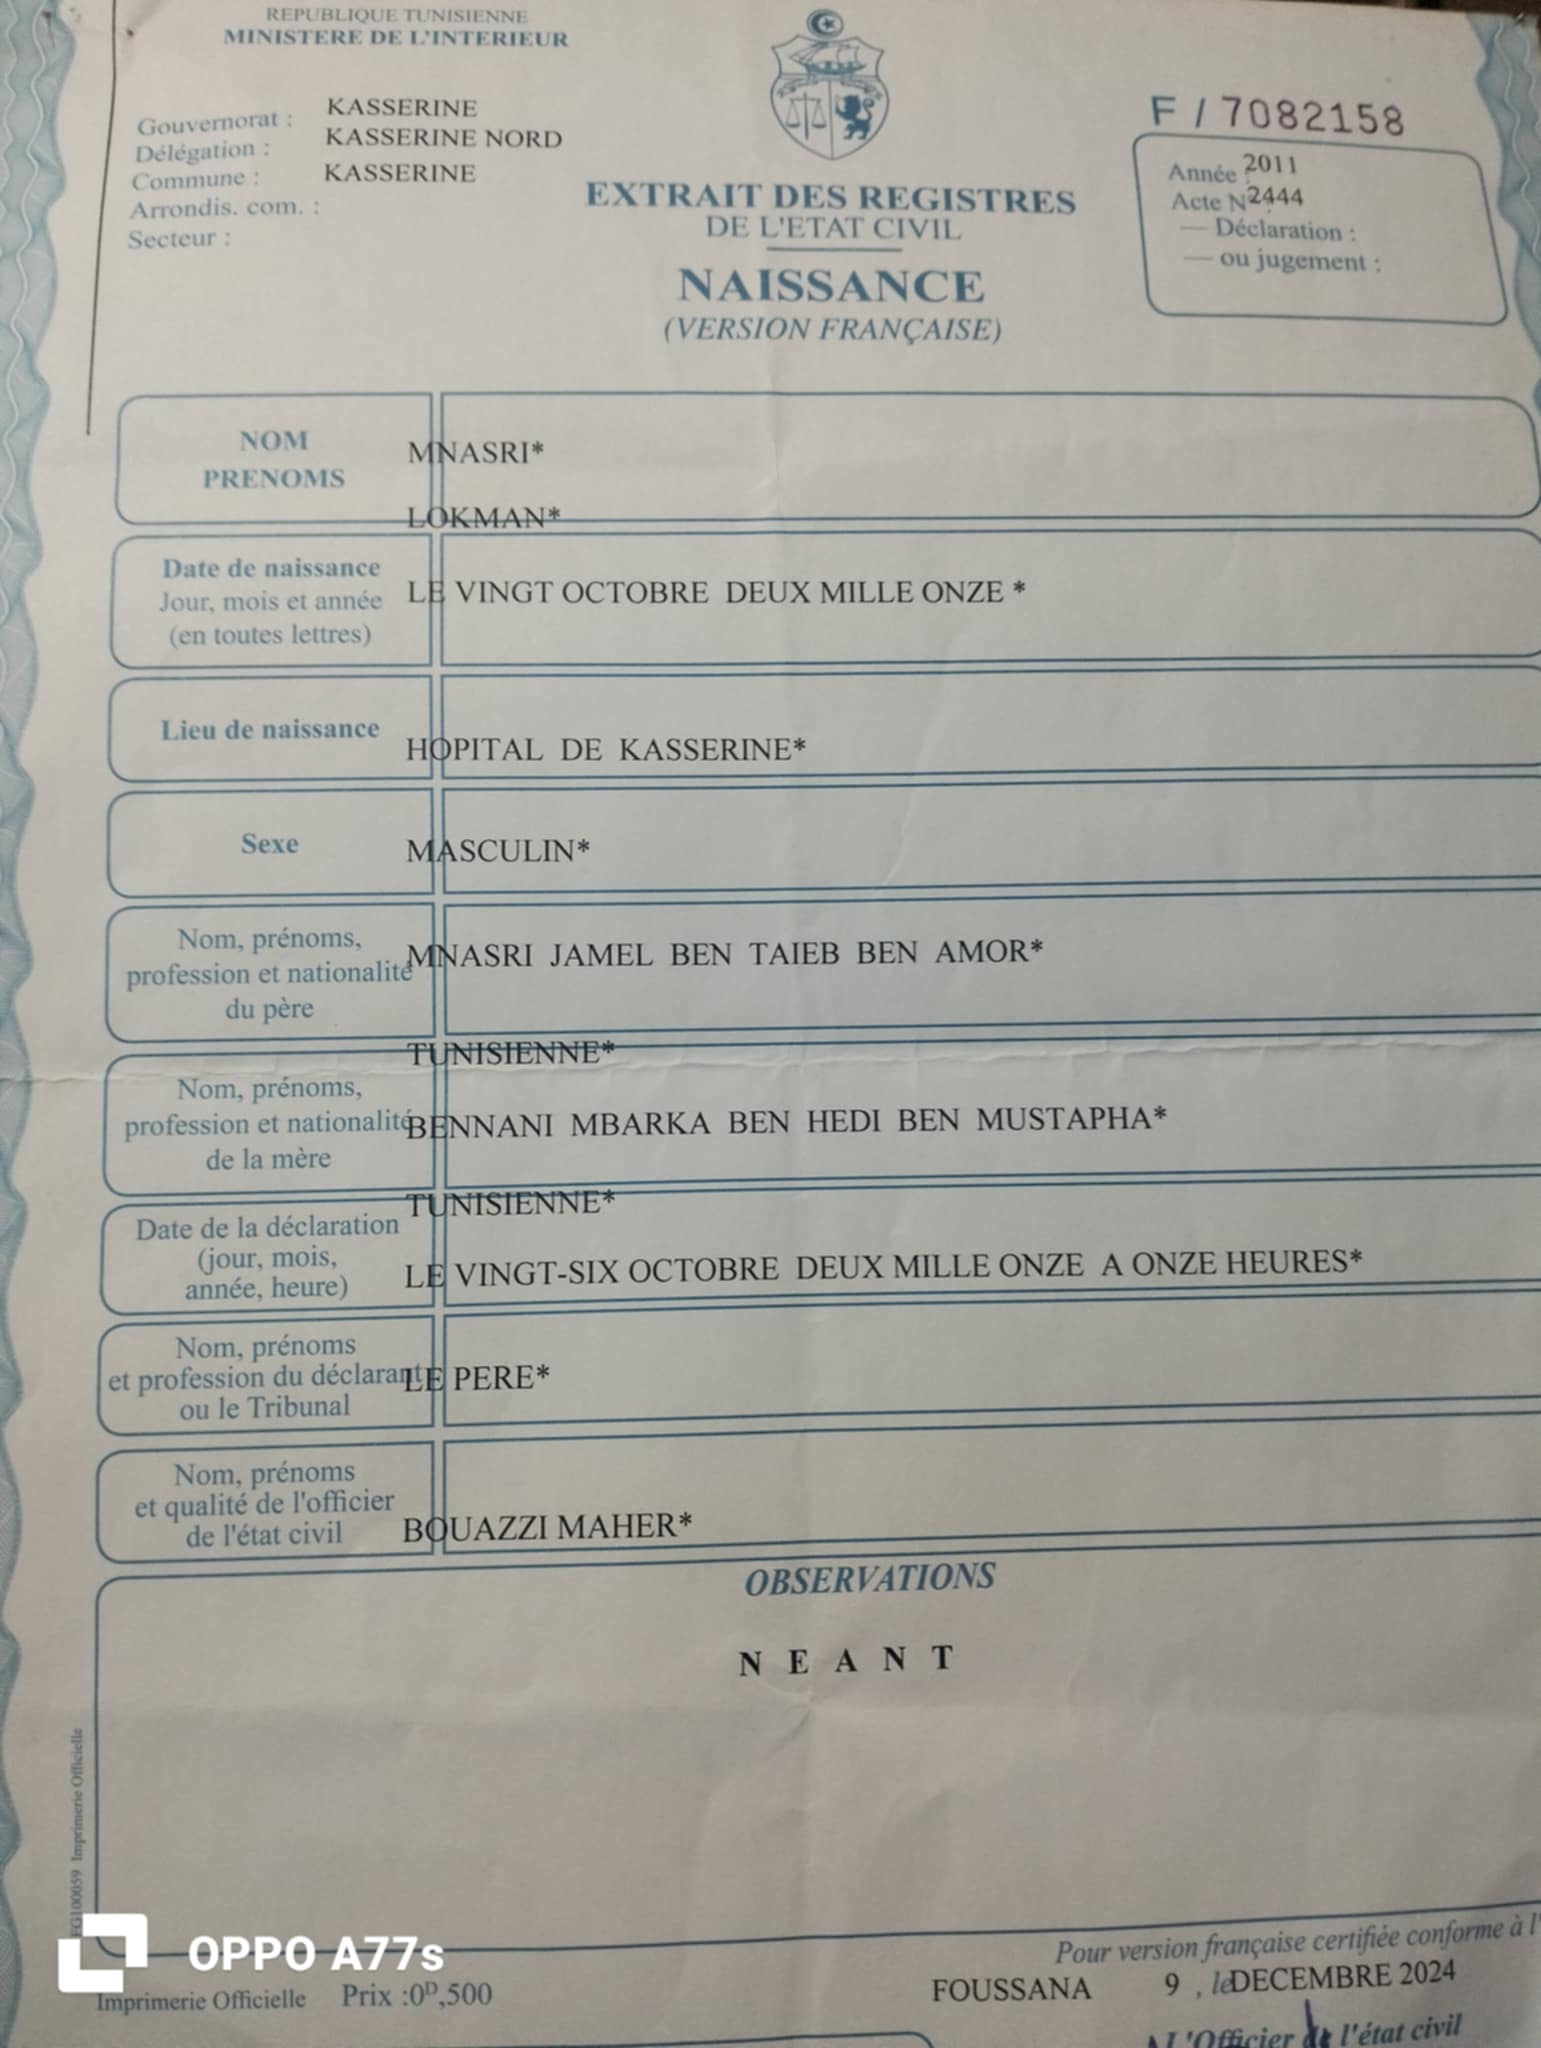 REPUBLIQUE TUNISIENNE
MINISTERE DE L'INTERIEUR
Gouvernorat : KASSERINE
Délégation : KASSERINE NORD
Commune : KASSERINE
Arrondis. com. :
Secteur :
F / 7082158
Année : 2011
Acte N 2444
— Déclaration :
— ou jugement :
EXTRAIT DES REGISTRES
DE L'ETAT CIVIL
NAISSANCE
(VERSION FRANÇAISE)
NOM
PRENOMS
MNASRI*
LOKMAN*
Date de naissance
Jour, mois et année
(en toutes lettres)
LE VINGT OCTOBRE DEUX MILLE ONZE *
Lieu de naissance
HOPITAL DE KASSERINE*
Sexe
MASCULIN*
Nom, prénoms,
profession et nationalité
du père
MNASRI JAMEL BEN TAIEB BEN AMOR*
TUNISIENNE*
Nom, prénoms,
profession et nationalité
de la mère
BENNANI MBARKA BEN HEDI BEN MUSTAPHA*
TUNISIENNE*
Date de la déclaration
(jour, mois,
année, heure)
LE VINGT-SIX OCTOBRE DEUX MILLE ONZE A ONZE HEURES*
Nom, prénoms
et profession du déclarant
ou le Tribunal
LE PERE*
Nom, prénoms
et qualité de l'officier
de l'état civil
BOUAZZI MAHER*
OBSERVATIONS
N E A N T
Imprimerie Officielle
OPPO A77s
Pour version française certifiée conforme à l'
FOUSSANA 9 , le DECEMBRE 2024
L'Officier de l'état civil
Imprimerie Officielle Prix :0ᴰ,500